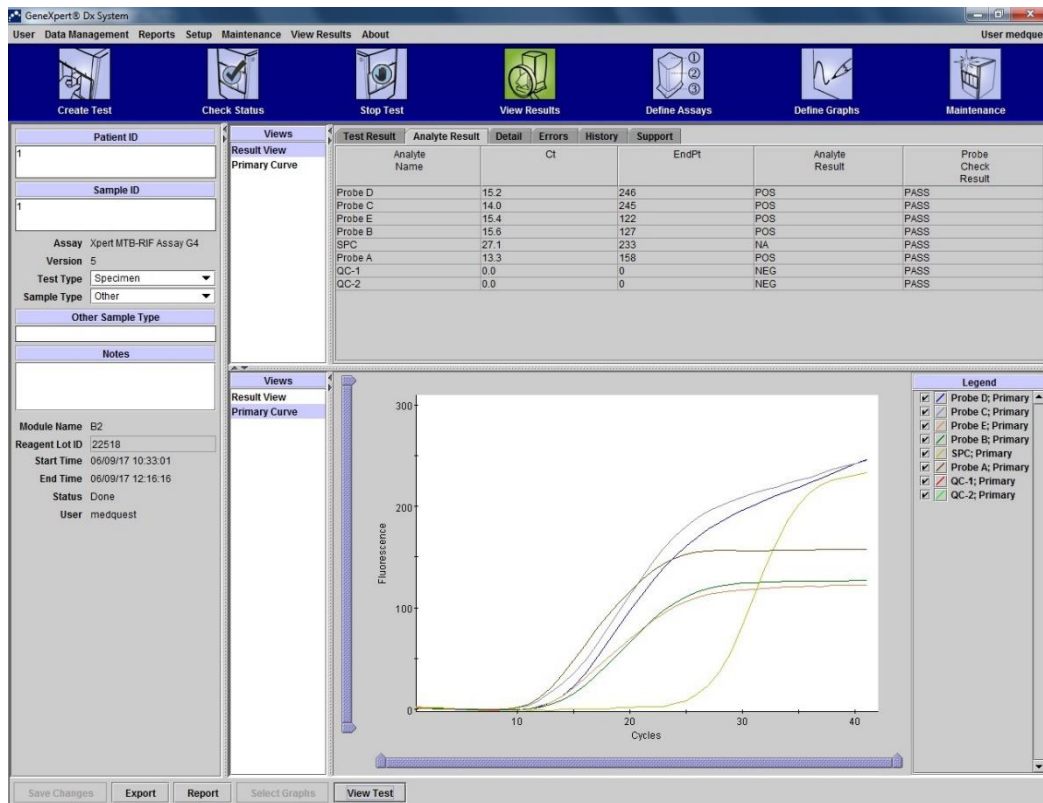 GeneXpert® Dx System
User Data Management Reports Setup Maintenance View Results About User medque
Create Test Check Status Stop Test View Results Define Assays Define Graphs Maintenance
Patient ID
1
Sample ID
1
Assay Xpert MTB-RIF Assay G4
Version 5
Test Type Specimen
Sample Type Other
Other Sample Type
Notes
Module Name B2
Reagent Lot ID 22518
Start Time 06/09/17 10:33:01
End Time 06/09/17 12:16:16
Status Done
User medquest
Views
Result View
Primary Curve
Test Result Analyte Result Detail Errors History Support
Analyte Name Ct EndPt Analyte Result Probe Check Result
Probe D 15.2 246 POS PASS
Probe C 14.0 245 POS PASS
Probe E 15.4 122 POS PASS
Probe B 15.6 127 POS PASS
SPC 27.1 233 NA PASS
Probe A 13.3 158 POS PASS
QC-1 0.0 0 NEG PASS
QC-2 0.0 0 NEG PASS
Views
Result View
Primary Curve
300
200
100
0
Fluorescence
10 20 30 40
Cycles
Legend
Probe D; Primary
Probe C; Primary
Probe E; Primary
Probe B; Primary
SPC; Primary
Probe A; Primary
QC-1; Primary
QC-2; Primary
Save Changes Export Report Select Graphs View Test